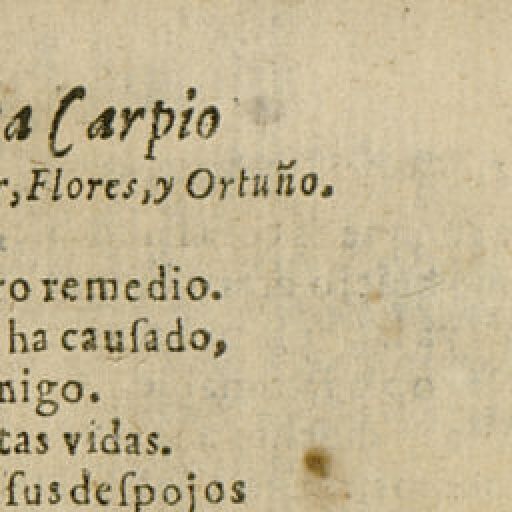 a Carpio
r, Flores, y Ortuño.
ro remedio.
ha cauſado,
nigo.
tas vidas.
ſus deſpojos